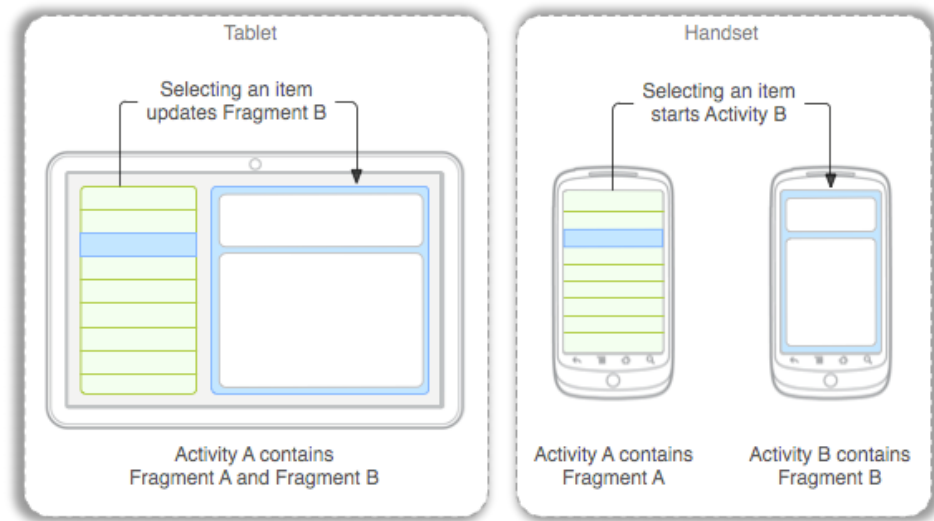 Tablet
Selecting an item
updates Fragment B
Activity A contains
Fragment A and Fragment B
Handset
Selecting an item
starts Activity B
Activity A contains
Fragment A
Activity B contains
Fragment B